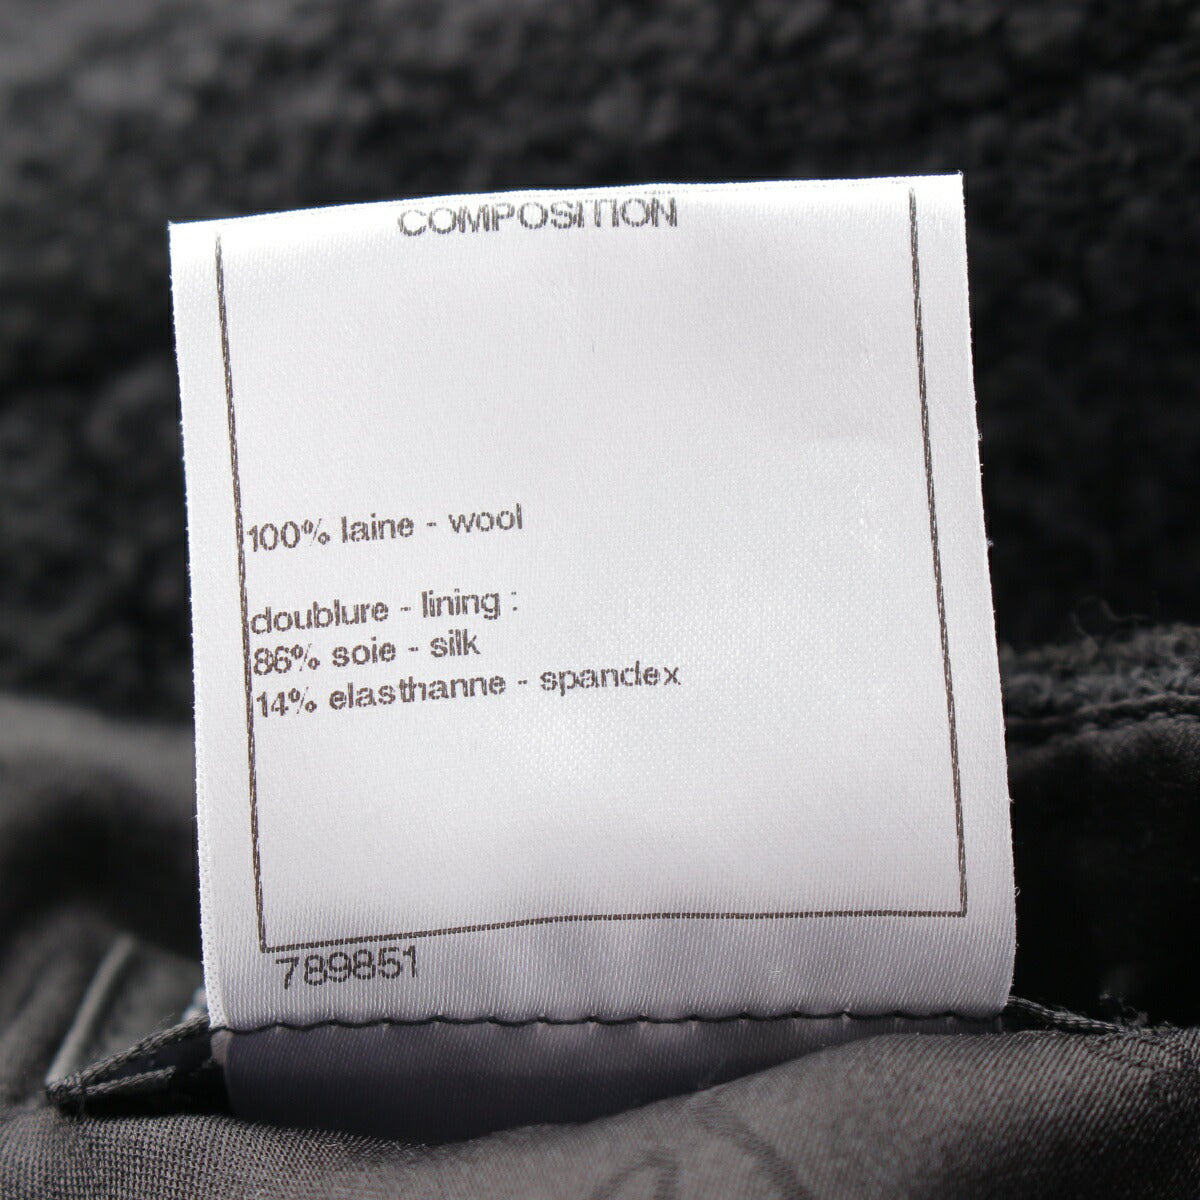 COMPOSITION
100% laine - wool
doublure - lining :
86% soie - silk
14% elasthanne - spandex
789851